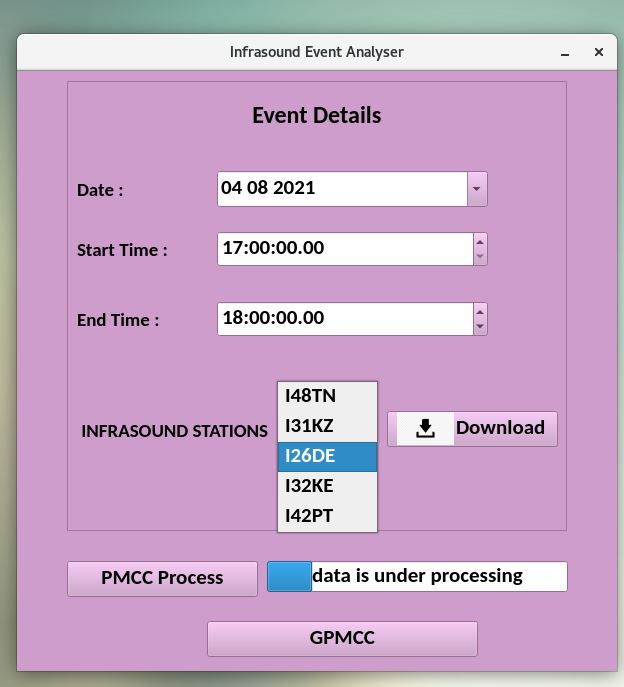 Infrasound Event Analyser
Event Details
Date :
04 08 2021
Start Time :
17:00:00.00
End Time :
18:00:00.00
INFRASOUND STATIONS
I48TN
I31KZ
I26DE
I32KE
I42PT
Download
PMCC Process
data is under processing
GPMCC